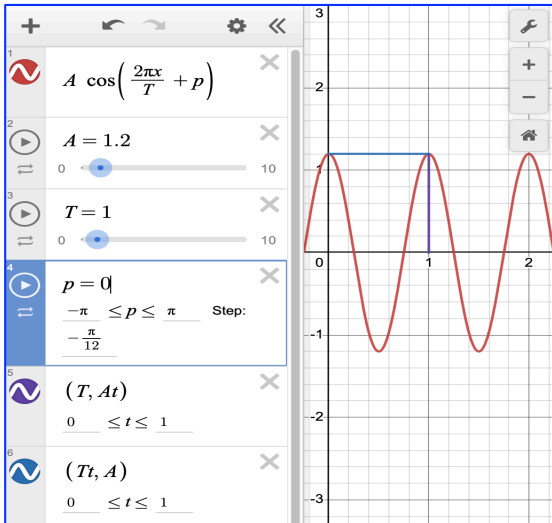 1
A cos(2πx/T + p)
2
A = 1.2
0 10
3
T = 1
0 10
4
p = 0
−π ≤ p ≤ π Step:
−π/12
5
(T, At)
0 ≤ t ≤ 1
6
(Tt, A)
0 ≤ t ≤ 1
3
2
1
0 1 2
-1
-2
-3